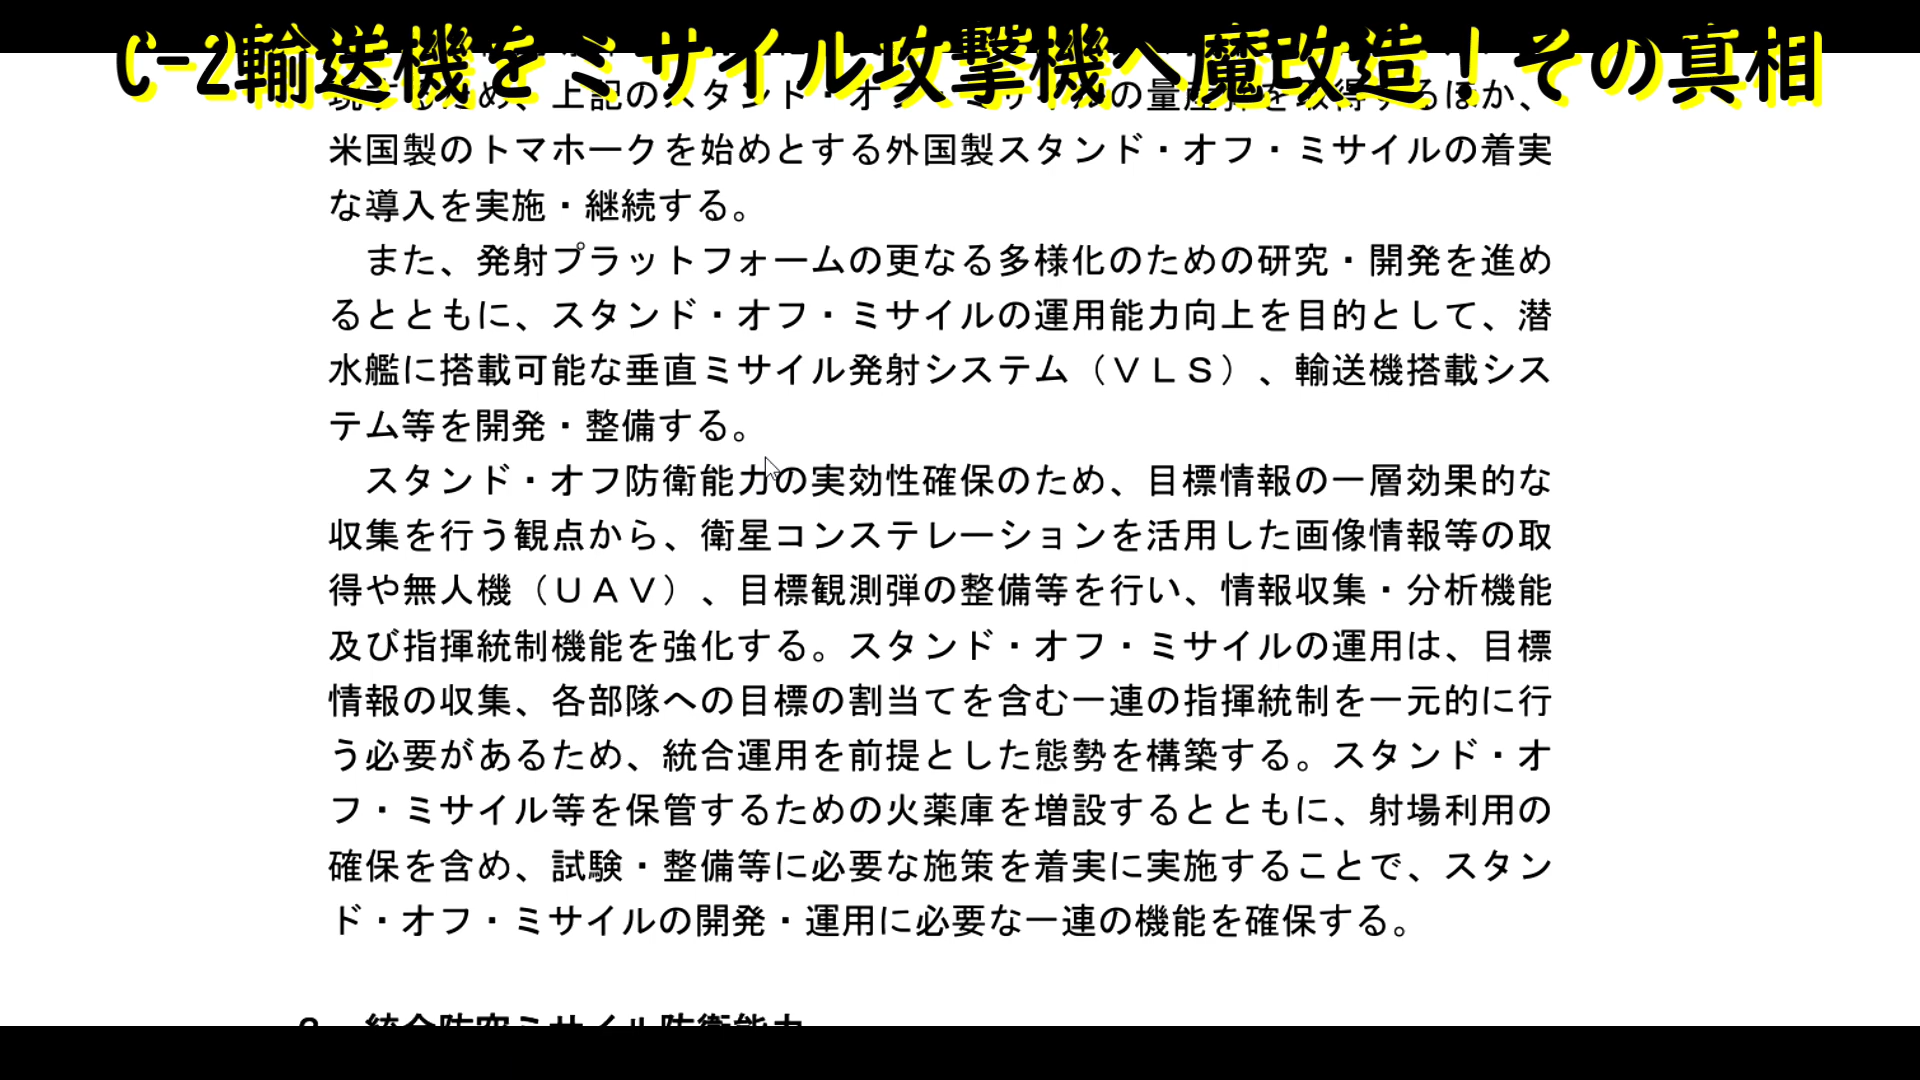 C-2輸送機をミサイル攻撃機へ魔改造！その真相
米国製のトマホークを始めとする外国製スタンド・オフ・ミサイルの着実
な導入を実施・継続する。
また、発射プラットフォームの更なる多様化のための研究・開発を進め
るとともに、スタンド・オフ・ミサイルの運用能力向上を目的として、潜
水艦に搭載可能な垂直ミサイル発射システム（ＶＬＳ）、輸送機搭載シス
テム等を開発・整備する。
スタンド・オフ防衛能力の実効性確保のため、目標情報の一層効果的な
収集を行う観点から、衛星コンステレーションを活用した画像情報等の取
得や無人機（ＵＡＶ）、目標観測弾の整備等を行い、情報収集・分析機能
及び指揮統制機能を強化する。スタンド・オフ・ミサイルの運用は、目標
情報の収集、各部隊への目標の割当てを含む一連の指揮統制を一元的に行
う必要があるため、統合運用を前提とした態勢を構築する。スタンド・オ
フ・ミサイル等を保管するための火薬庫を増設するとともに、射場利用の
確保を含め、試験・整備等に必要な施策を着実に実施することで、スタン
ド・オフ・ミサイルの開発・運用に必要な一連の機能を確保する。
統合防空ミサイル防衛能力